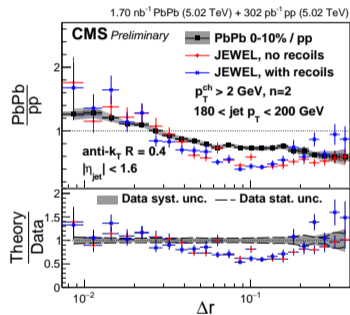 1.70 nb⁻¹ PbPb (5.02 TeV) + 302 pb⁻¹ pp (5.02 TeV)
CMS Preliminary
PbPb 0-10% / pp
JEWEL, no recoils
JEWEL, with recoils
p_T^ch > 2 GeV, n=2
180 < jet p_T < 200 GeV
anti-k_T R = 0.4
|η_jet| < 1.6
PbPb
pp
2
1
Data syst. unc.
Data stat. unc.
Theory
Data
2
1.5
1
0.5
0
10⁻²
10⁻¹
Δr